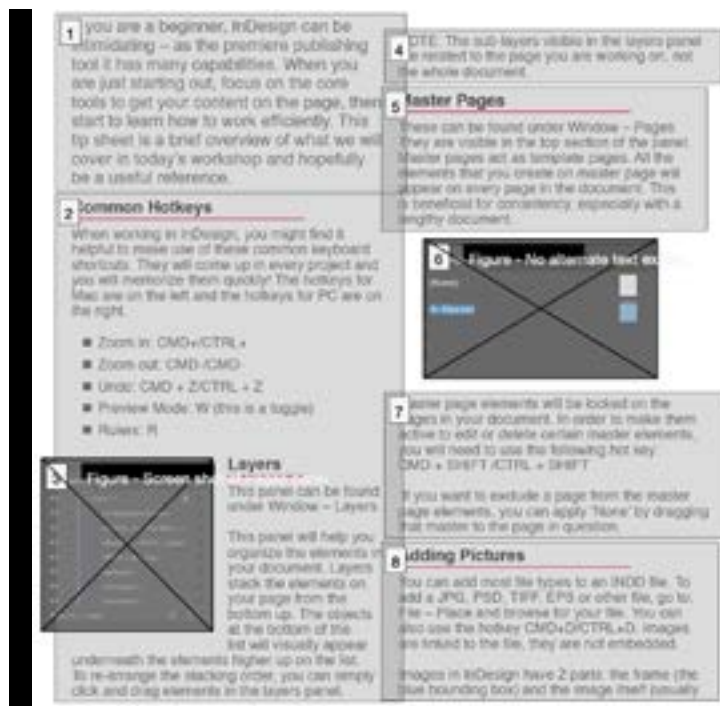 1
you are a beginner, InDesign can be
intimidating – as the premiere publishing
tool it has many capabilities. When you
are just starting out, focus on the core
tools to get your content on the page, then
start to learn how to work efficiently. This
tip sheet is a brief overview of what we will
cover in today's workshop and hopefully
be a useful reference.
2
Common Hotkeys
When working in InDesign, you might find it
helpful to make use of these common keyboard
shortcuts. They will come up in every project and
you will memorize them quickly! The hotkeys for
Mac are on the left and the hotkeys for PC are on
the right.
■ Zoom in: CMD+/CTRL+
■ Zoom out: CMD-/CMD-
■ Undo: CMD + Z/CTRL + Z
■ Preview Mode: W (this is a toggle)
■ Rulers: R
3
Figure - Screen sh
Layers
This panel can be found
under Window – Layers
This panel will help you
organize the elements in
your document. Layers
stack the elements on
your page from the
bottom up. The objects
at the bottom of the
list will visually appear
underneath the elements higher up on the list.
To re-arrange the stacking order, you can simply
click and drag elements in the layers panel.
4
NOTE: The sub-layers visible in the layers panel
are related to the page you are working on, not
the whole document.
5
Master Pages
These can be found under Window – Pages
They are visible in the top section of the panel.
Master pages act as template pages. All the
elements that you create on master page will
appear on every page in the document. This
is beneficial for consistency, especially with a
lengthy document.
6
Figure - No alternate text ex...
[None]
A-Master
7
Master page elements will be locked on the
pages in your document. In order to make them
active to edit or delete certain master elements,
you will need to use the following hot key:
CMD + SHIFT /CTRL + SHIFT
If you want to exclude a page from the master
page elements, you can apply 'None' by dragging
that master to the page in question.
8
Adding Pictures
You can add most file types to an INDD file. To
add a JPG, PSD, TIFF, EPS or other file, go to:
File – Place and browse for your file. You can
also use the hotkey CMD+D/CTRL+D. Images
are linked to the file, they are not embedded.
Images in InDesign have 2 parts: the frame (the
blue bounding box) and the image itself (usually